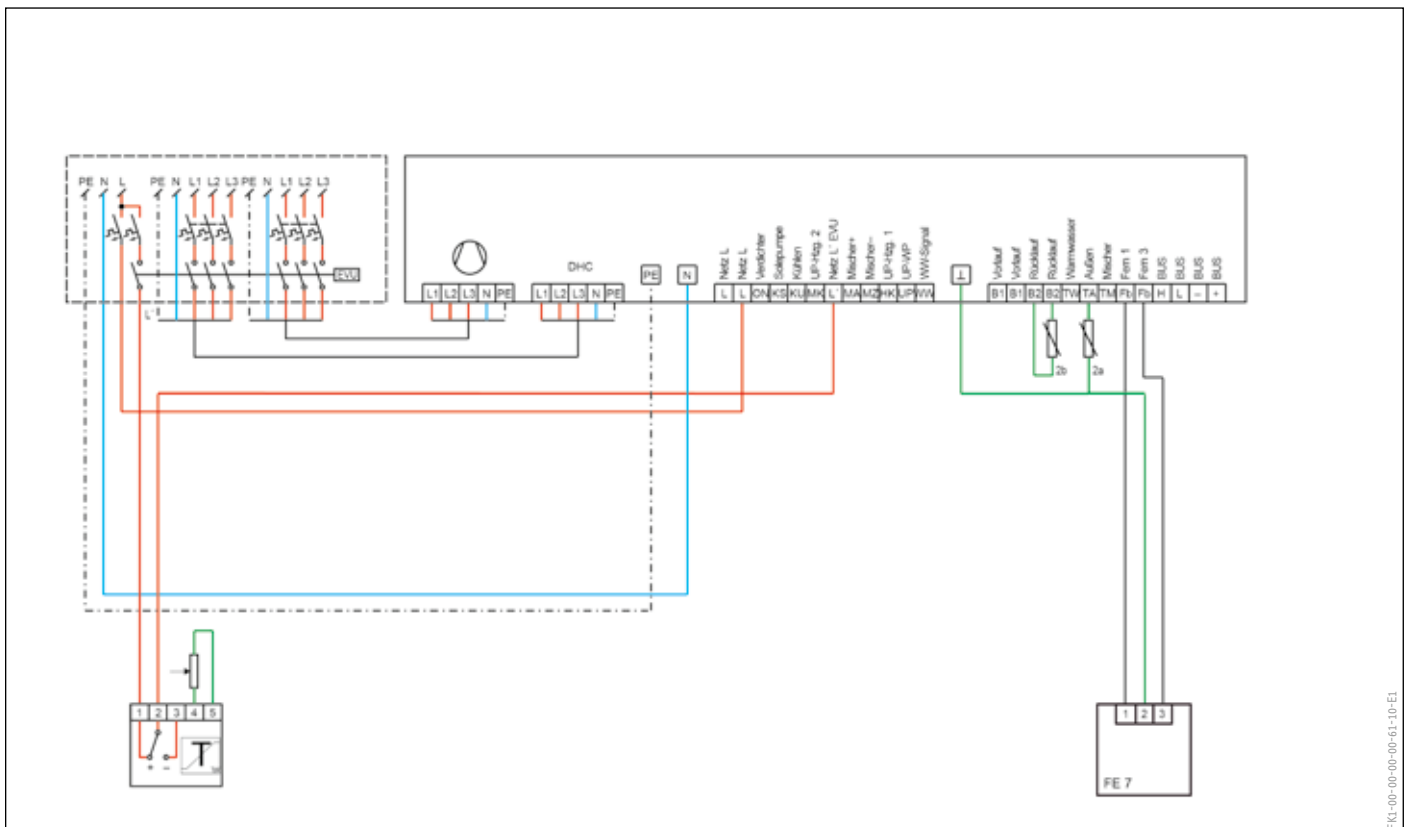 PE N L PE N L1 L2 L3 PE N L1 L2 L3
EVU
L'
DHC
L1 L2 L3 N PE
L1 L2 L3 N PE
PE
N
Netz L
Netz L
Verdichter
Solepumpe
Kühlen
UP-Hzg. 2
Netz L` EVU
Mischer+
Mischer–
UP-Hzg. 1
UP-WP
WW-Signal
L L ON KS KU MK L` MA MZ HK UP WW
Vorlauf
Vorlauf
Rücklauf
Rücklauf
Warmwasser
Außen
Mischer
Fern 1
Fern 3
BUS
BUS
BUS
BUS
B1 B1 B2 B2 TW TA TM Fb Fb H L – +
2b
2a
1 2 3 4 5
+ –
T
1 2 3
FE 7
FK1-00-00-00-00-61-10-E1